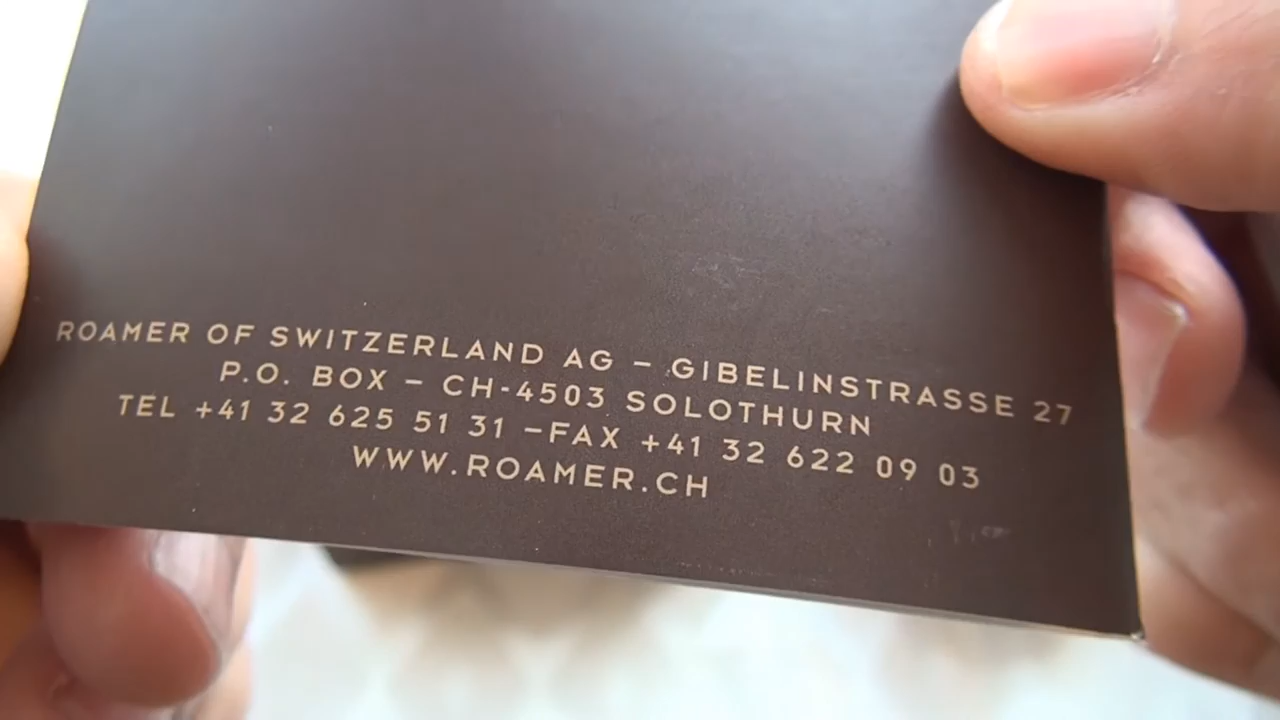 ROAMER OF SWITZERLAND AG – GIBELINSTRASSE 27
P.O. BOX – CH-4503 SOLOTHURN
TEL +41 32 625 51 31 –FAX +41 32 622 09 03
WWW.ROAMER.CH